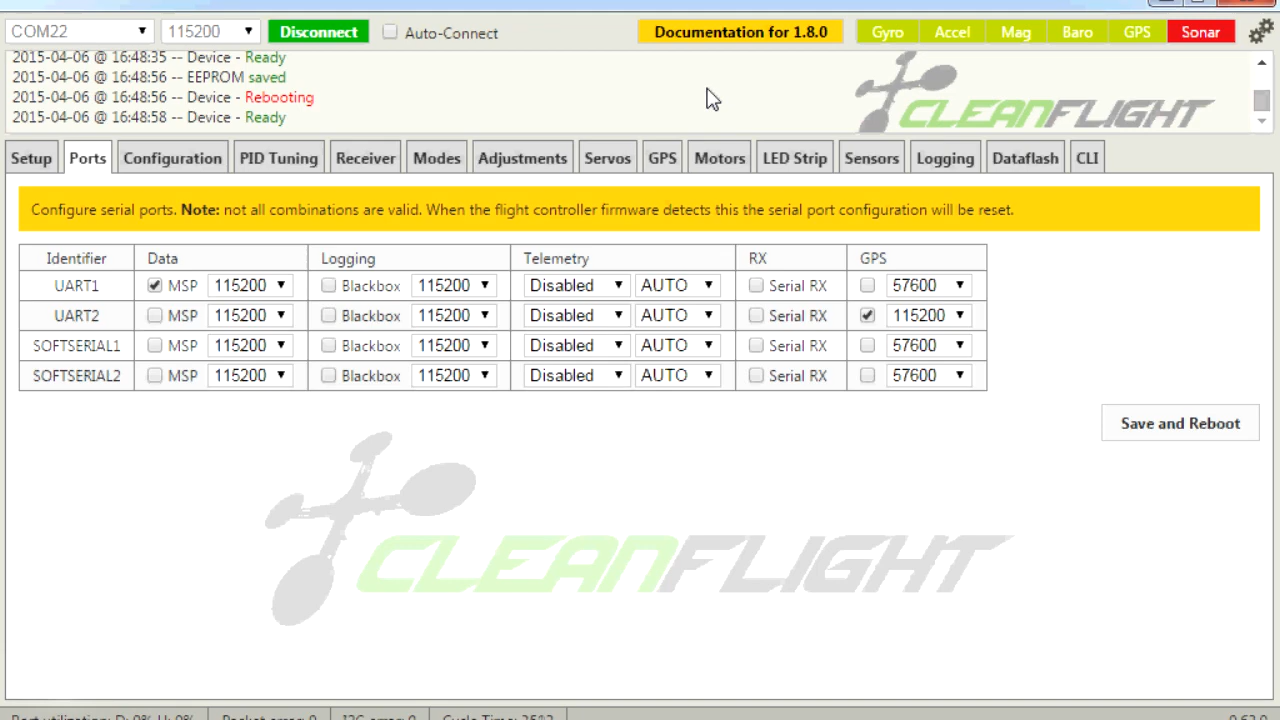 COM22 115200 Disconnect Auto-Connect Documentation for 1.8.0 Gyro Accel Mag Baro GPS Sonar
2015-04-06 @ 16:48:35 -- Device - Ready
2015-04-06 @ 16:48:56 -- EEPROM saved
2015-04-06 @ 16:48:56 -- Device - Rebooting
2015-04-06 @ 16:48:58 -- Device - Ready
CLEANFLIGHT
Setup Ports Configuration PID Tuning Receiver Modes Adjustments Servos GPS Motors LED Strip Sensors Logging Dataflash CLI
Configure serial ports. Note: not all combinations are valid. When the flight controller firmware detects this the serial port configuration will be reset.
Identifier Data Logging Telemetry RX GPS
UART1 MSP 115200 Blackbox 115200 Disabled AUTO Serial RX 57600
UART2 MSP 115200 Blackbox 115200 Disabled AUTO Serial RX 115200
SOFTSERIAL1 MSP 115200 Blackbox 115200 Disabled AUTO Serial RX 57600
SOFTSERIAL2 MSP 115200 Blackbox 115200 Disabled AUTO Serial RX 57600
Save and Reboot
CLEANFLIGHT